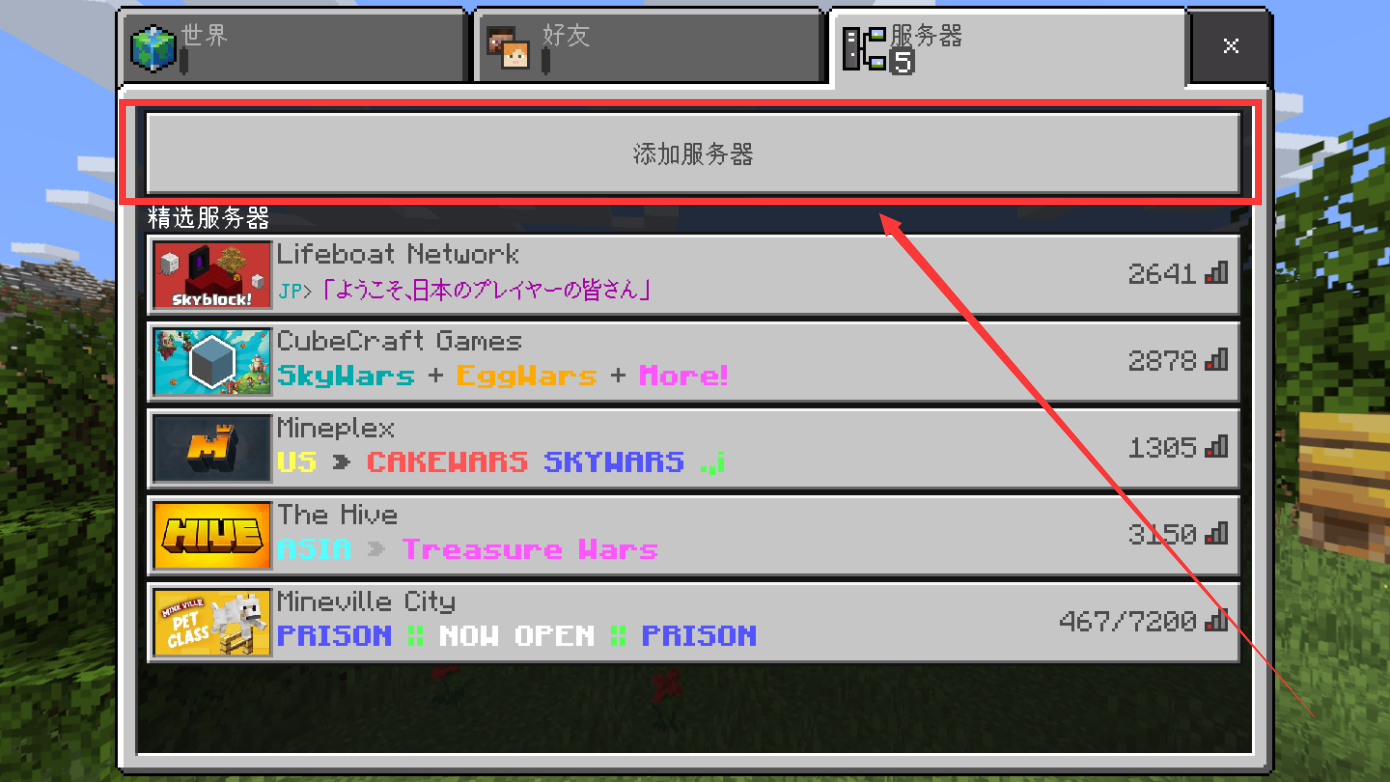 世界
好友
服务器
5
添加服务器
精选服务器
Skyblock!
Lifeboat Network
JP>「ようこそ、日本のプレイヤーの皆さん」
2641
CubeCraft Games
SkyWars + EggWars + More!
2878
Mineplex
US > CAKEWARS SKYWARS .,¡
1305
HIVE
The Hive
ASIA » Treasure Wars
3150
MINEVILLE
PET
CLASS
Mineville City
PRISON :: NOW OPEN :: PRISON
467/7200